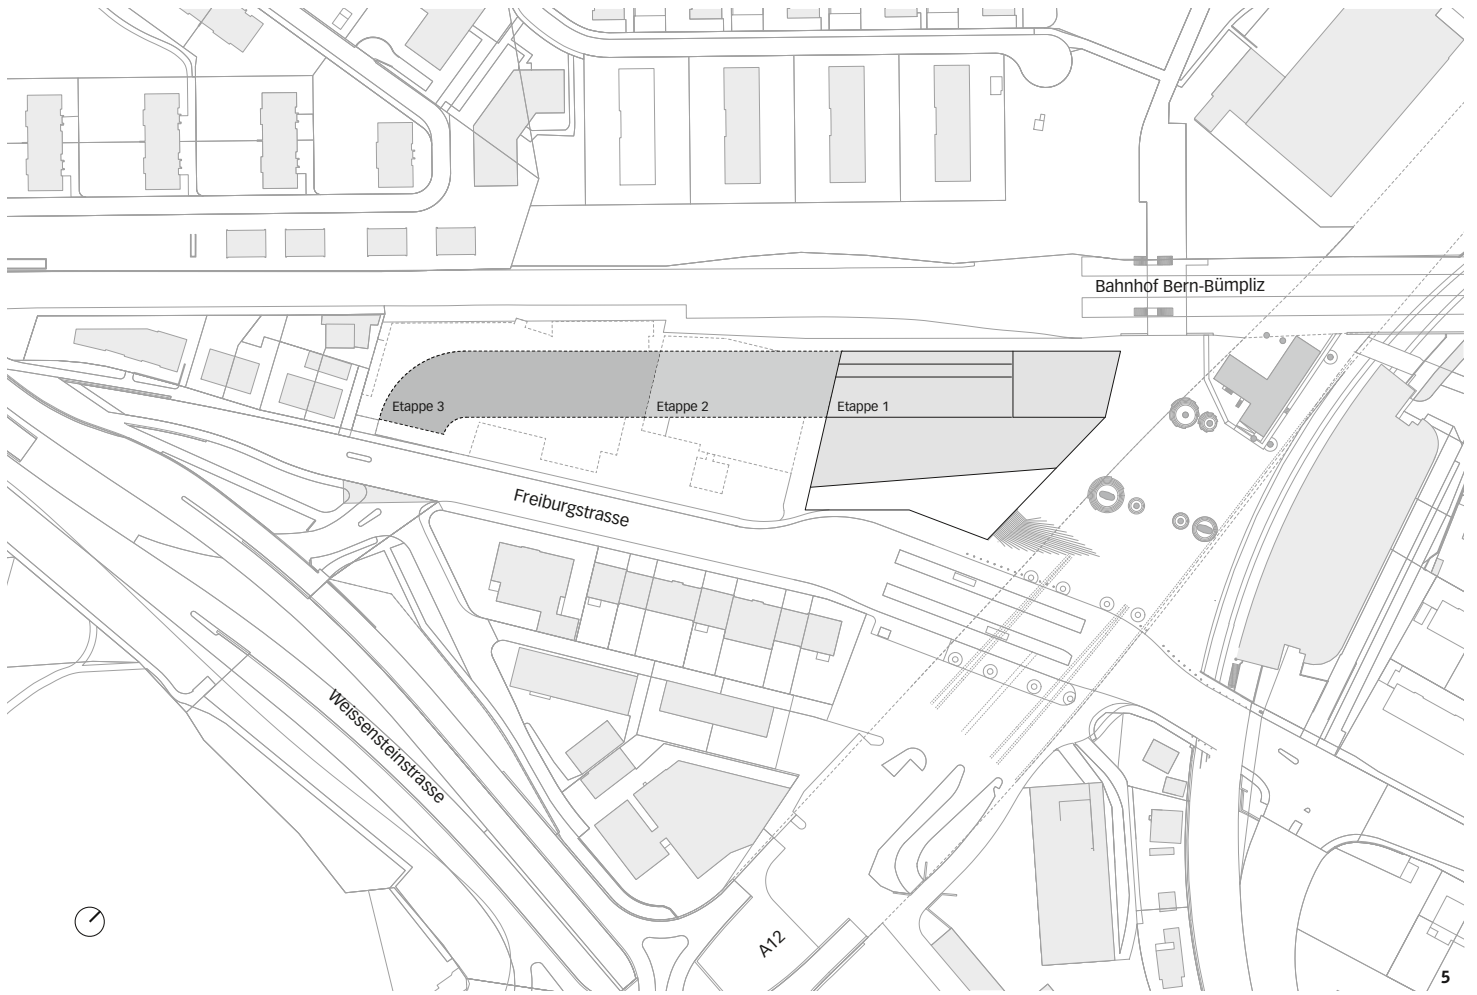 Bahnhof Bern-Bümpliz
Etappe 3
Etappe 2
Etappe 1
Freiburgstrasse
Weissensteinstrasse
A12
5